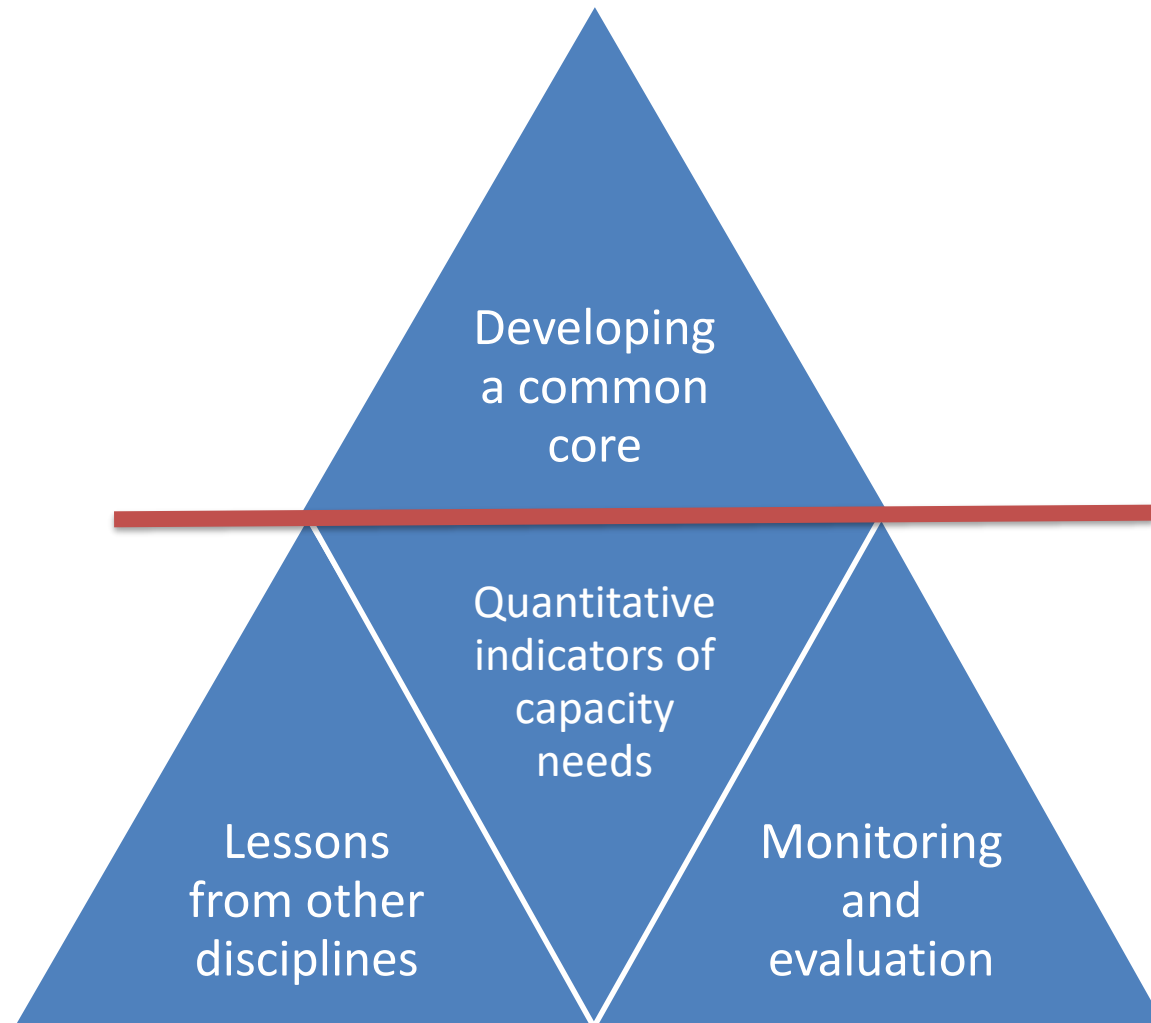 Developing
a common
core
Quantitative
indicators of
capacity
needs
Lessons
from other
disciplines
Monitoring
and
evaluation